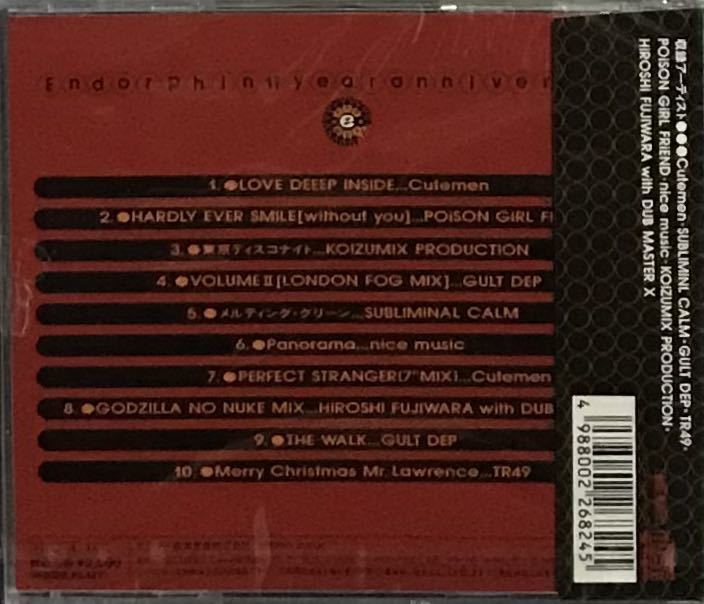 Endorphin 1st year anniver
e
1. ●LOVE DEEEP INSIDE...Cutemen
2. ●HARDLY EVER SMILE[without you]...POiSON GiRL FI
3. ●東京ディスコナイト...KOIZUMIX PRODUCTION
4. ●VOLUME II [LONDON FOG MIX]...GULT DEP
5. ●メルティング・グリーン...SUBLIMINAL CALM
6. ●Panorama...nice music
7. ●PERFECT STRANGER[7"MIX]...Cutemen
8. ●GODZILLA NO NUKE MIX...HIROSHI FUJIWARA with DUB
9. ●THE WALK...GULT DEP
10. ●Merry Christmas Mr. Lawrence...TR49
収録アーティスト●●●Cutemen・SUBLIMINL CALM・GULT DEP・TR49・
POiSON GiRL FRiEND・nice music・KOIZUMIX PRODUCTION・
HIROSHI FUJIWARA with DUB MASTER X
4 988002 268245